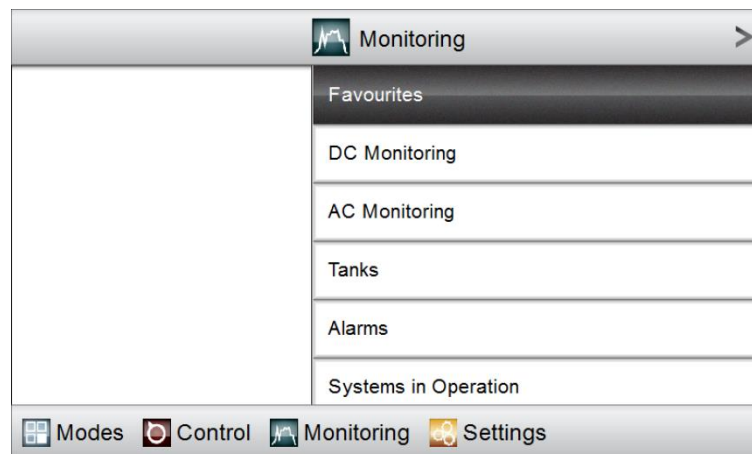 Monitoring >
Favourites
DC Monitoring
AC Monitoring
Tanks
Alarms
Systems in Operation
Modes Control Monitoring Settings